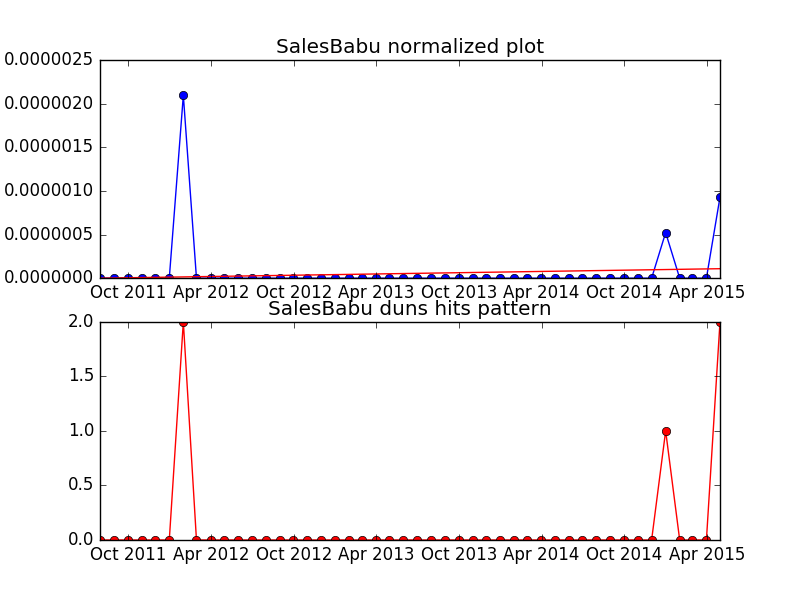 SalesBabu normalized plot
0.0000025
0.0000020
0.0000015
0.0000010
0.0000005
0.0000000
Oct 2011 Apr 2012 Oct 2012 Apr 2013 Oct 2013 Apr 2014 Oct 2014 Apr 2015
SalesBabu duns hits pattern
2.0
1.5
1.0
0.5
0.0
Oct 2011 Apr 2012 Oct 2012 Apr 2013 Oct 2013 Apr 2014 Oct 2014 Apr 2015